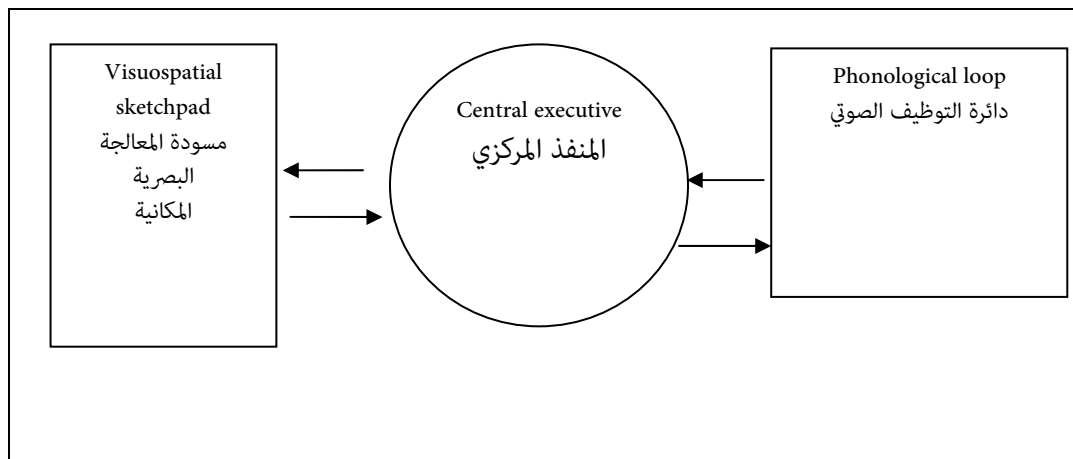 Visuospatial
sketchpad
مسودة المعالجة
البصرية
المكانية
Central executive
المنفذ المركزي
Phonological loop
دائرة التوظيف الصوتي